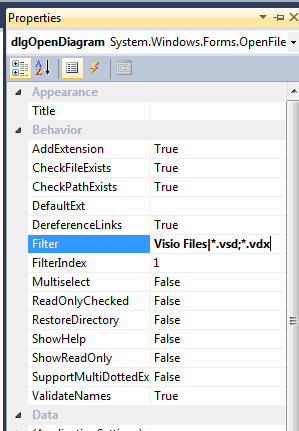 Properties
dlgOpenDiagram System.Windows.Forms.OpenFile
Appearance
Title
Behavior
AddExtension True
CheckFileExists True
CheckPathExists True
DefaultExt
DereferenceLinks True
Filter Visio Files|*.vsd;*.vdx
FilterIndex 1
Multiselect False
ReadOnlyChecked False
RestoreDirectory False
ShowHelp False
ShowReadOnly False
SupportMultiDottedEx False
ValidateNames True
Data